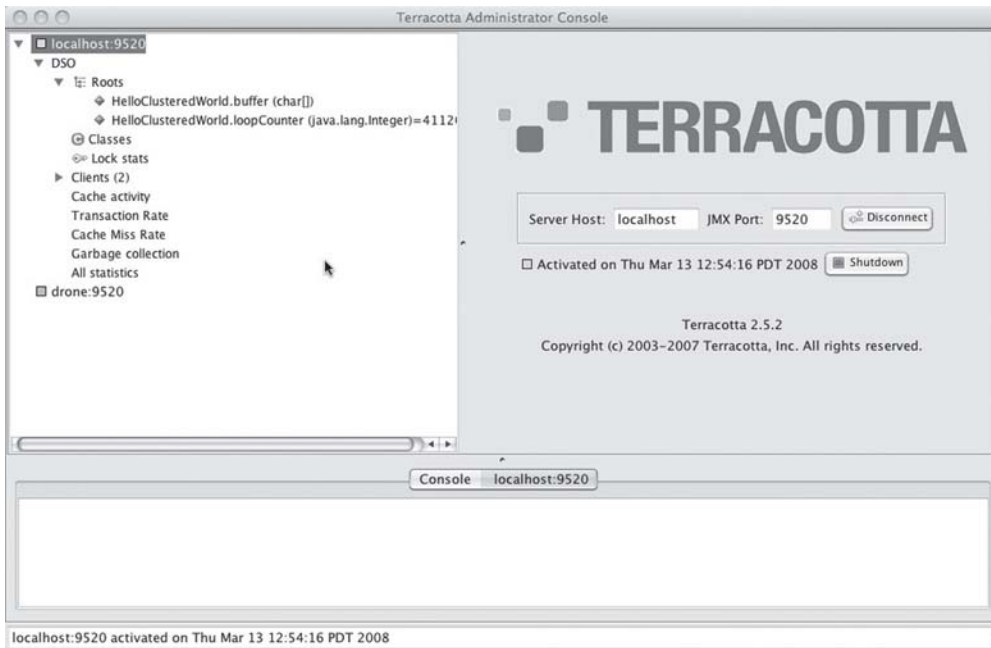 Terracotta Administrator Console
localhost:9520
DSO
Roots
HelloClusteredWorld.buffer (char[])
HelloClusteredWorld.loopCounter (java.lang.Integer)=4112
Classes
Lock stats
Clients (2)
Cache activity
Transaction Rate
Cache Miss Rate
Garbage collection
All statistics
drone:9520
TERRACOTTA
Server Host: localhost JMX Port: 9520 Disconnect
Activated on Thu Mar 13 12:54:16 PDT 2008 Shutdown
Terracotta 2.5.2
Copyright (c) 2003–2007 Terracotta, Inc. All rights reserved.
Console localhost:9520
localhost:9520 activated on Thu Mar 13 12:54:16 PDT 2008